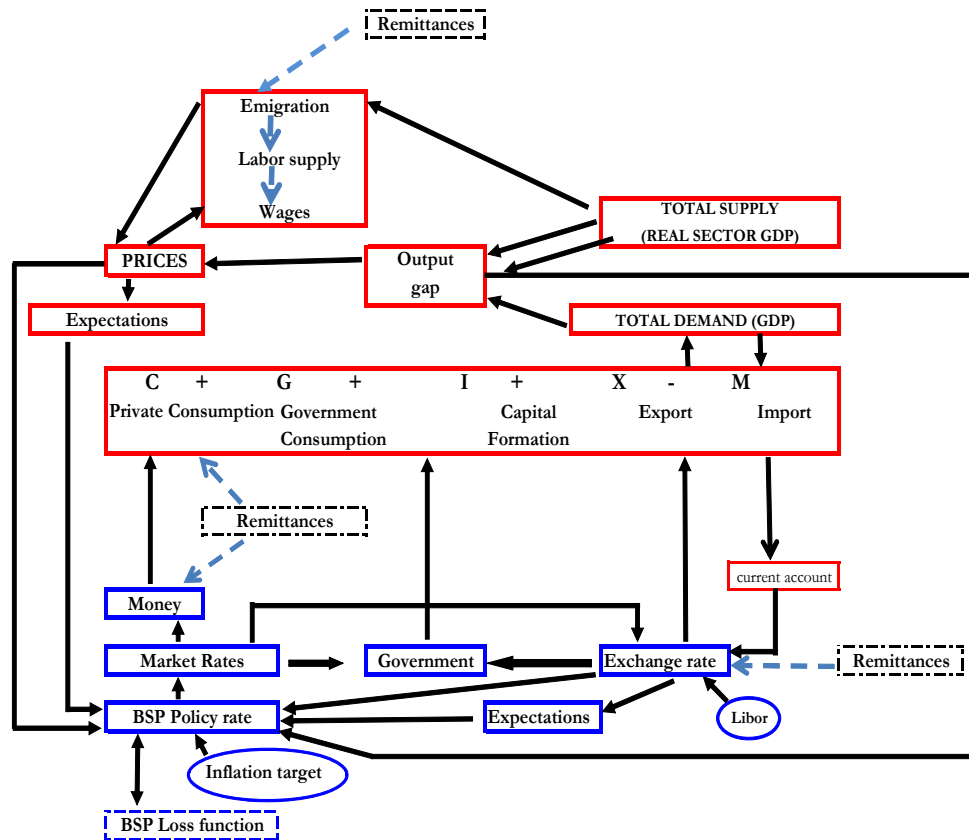 Remittances
Emigration
Labor supply
Wages
TOTAL SUPPLY
(REAL SECTOR GDP)
PRICES
Output
gap
Expectations
TOTAL DEMAND (GDP)
C + G + I + X - M
Private Consumption Government Capital Export Import
Consumption Formation
Remittances
current account
Money
Market Rates Government Exchange rate Remittances
BSP Policy rate Expectations Libor
Inflation target
BSP Loss function